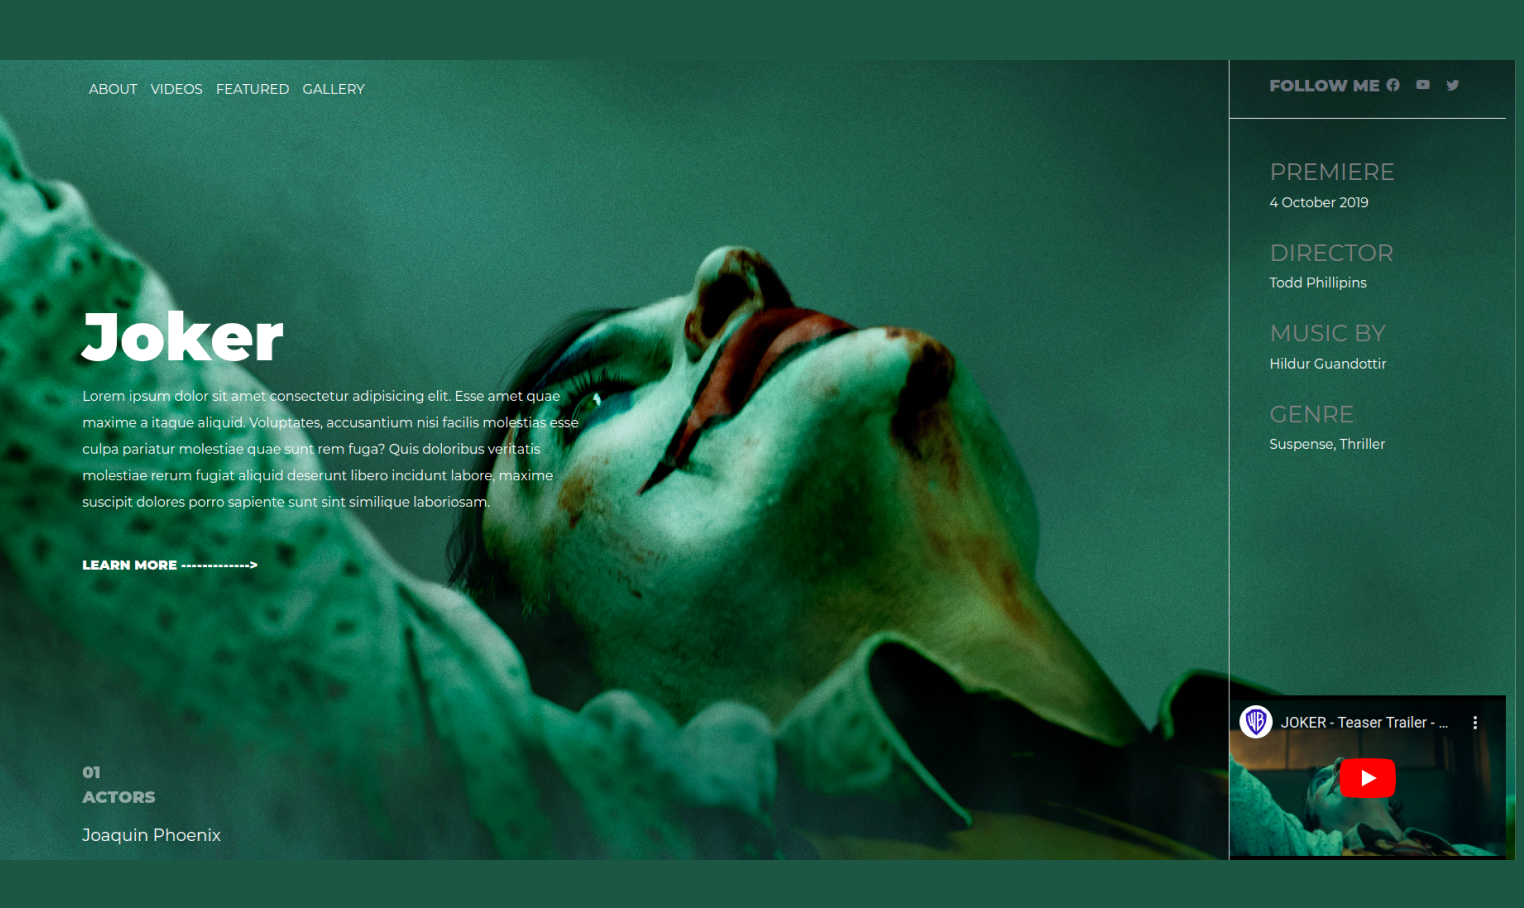 ABOUT VIDEOS FEATURED GALLERY
FOLLOW ME
PREMIERE
4 October 2019
DIRECTOR
Todd Phillipins
MUSIC BY
Hildur Guandottir
GENRE
Suspense, Thriller
Joker
Lorem ipsum dolor sit amet consectetur adipisicing elit. Esse amet quae
maxime a itaque aliquid. Voluptates, accusantium nisi facilis molestias esse
culpa pariatur molestiae quae sunt rem fuga? Quis doloribus veritatis
molestiae rerum fugiat aliquid deserunt libero incidunt labore, maxime
suscipit dolores porro sapiente sunt sint similique laboriosam.
LEARN MORE ------------->
01
ACTORS
Joaquin Phoenix
WB
JOKER - Teaser Trailer - ...